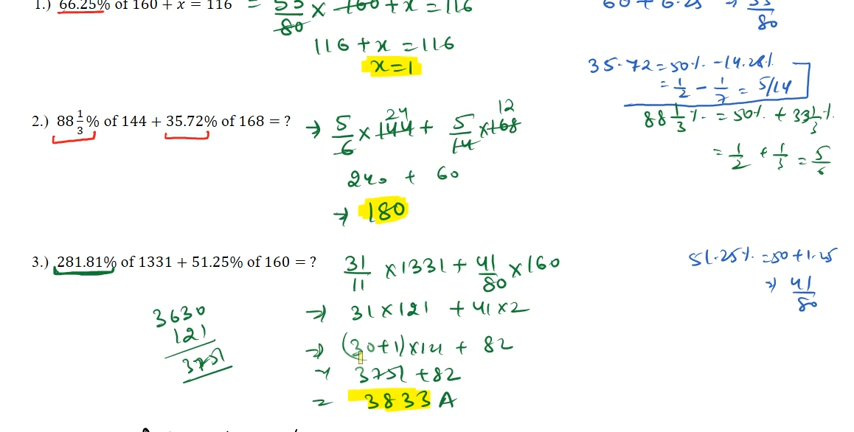 1.) 66.25% of 160 + x = 116 = 53/80 × 160 + x = 116
116 + x = 116
x = 1
60 + 6.25 → 53/80
35.72 = 50% - 14.28%
= 1/2 - 1/7 = 5/14
88 1/3 % = 50% + 33 1/3 %
= 1/2 + 1/3 = 5/6
2.) 88 1/3 % of 144 + 35.72% of 168 = ? → 5/6 × 144 24 + 5/14 × 168 12
240 + 60
→ 180
3.) 281.81% of 1331 + 51.25% of 160 = ? 31/11 × 1331 + 41/80 × 160
→ 31 × 121 + 41 × 2
→ (30+1) × 121 + 82
→ 3751 + 82
= 3833 A
3630
121
3751
51.25% = 50 + 1.25
→ 41/80